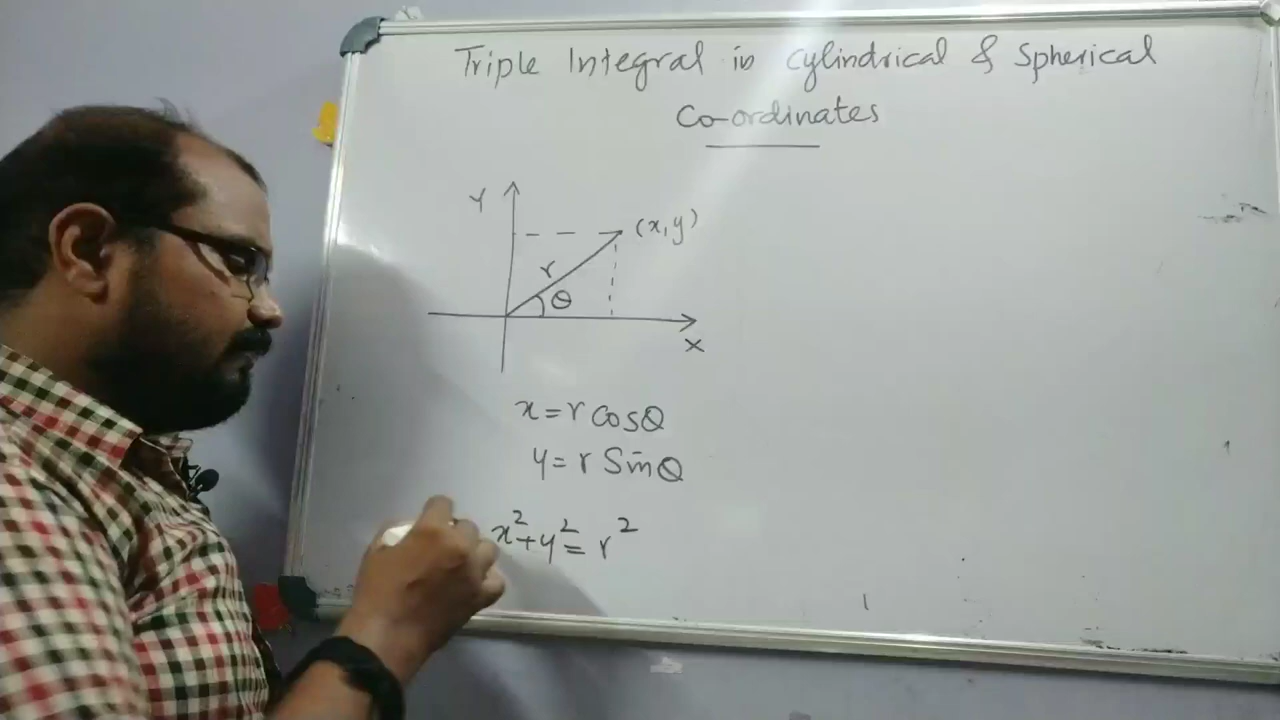 Triple Integral in Cylindrical & Spherical
Co-ordinates
Y
(x,y)
r
θ
X
x=r cosθ
y=r Sinθ
x²+y²=r²